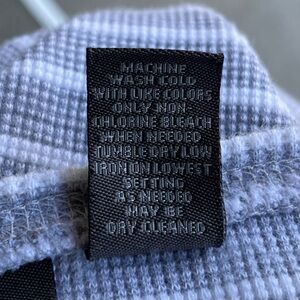 MACHINE
WASH COLD
WITH LIKE COLORS
ONLY NON-
CHLORINE BLEACH
WHEN NEEDED
TUMBLE DRY LOW
IRON ON LOWEST
SETTING
AS NEEDED
MAY BE
DRY CLEANED